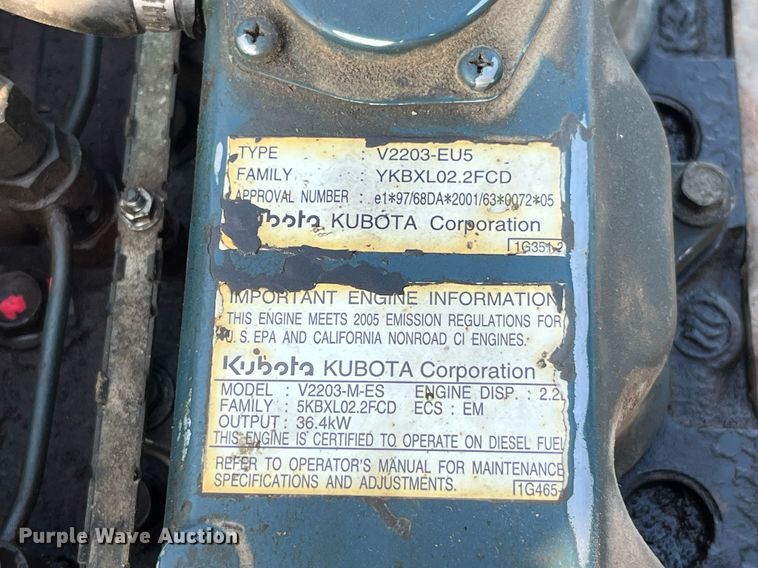 TYPE : V2203-EU5
FAMILY : YKBXL02.2FCD
APPROVAL NUMBER : e1*97/68DA*2001/63*0072*05
Kubota KUBOTA Corporation
1G351-2
IMPORTANT ENGINE INFORMATION
THIS ENGINE MEETS 2005 EMISSION REGULATIONS FOR
U.S.EPA AND CALIFORNIA NONROAD CI ENGINES.
Kubota KUBOTA Corporation
MODEL : V2203-M-ES ENGINE DISP. : 2.2L
FAMILY : 5KBXL02.2FCD ECS : EM
OUTPUT : 36.4kW
THIS ENGINE IS CERTIFIED TO OPERATE ON DIESEL FUEL
REFER TO OPERATOR'S MANUAL FOR MAINTENANCE
SPECIFICATIONS AND ADJUSTMENTS.
1G465-
Purple Wave Auction